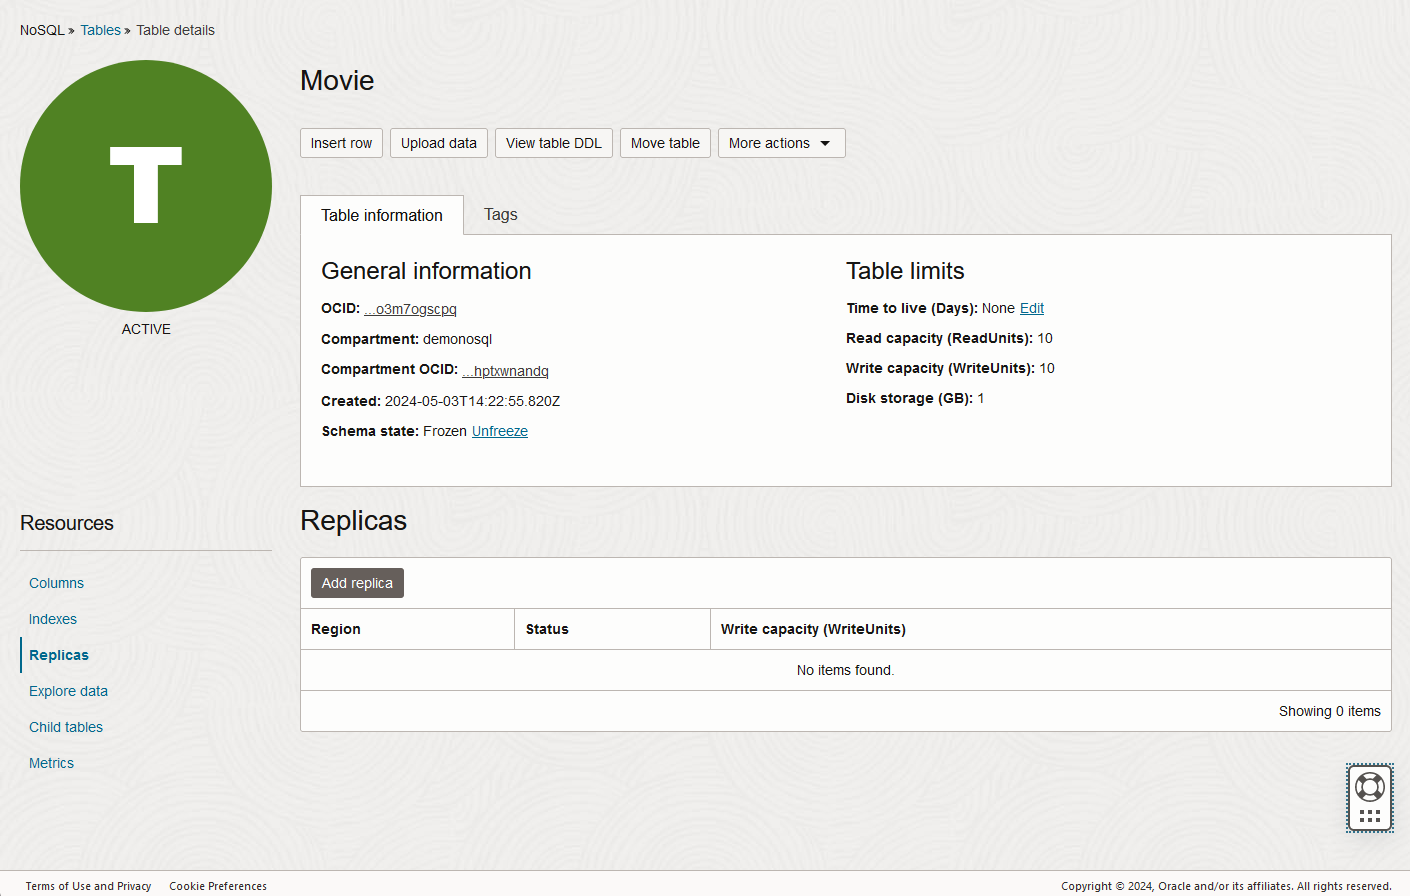 NoSQL » Tables » Table details
T
ACTIVE
Movie
Insert row
Upload data
View table DDL
Move table
More actions
Table information
Tags
General information
OCID: ...o3m7ogscpq
Compartment: demonosql
Compartment OCID: ...hptxwnandq
Created: 2024-05-03T14:22:55.820Z
Schema state: Frozen Unfreeze
Table limits
Time to live (Days): None Edit
Read capacity (ReadUnits): 10
Write capacity (WriteUnits): 10
Disk storage (GB): 1
Resources
Columns
Indexes
Replicas
Explore data
Child tables
Metrics
Replicas
Add replica
Region
Status
Write capacity (WriteUnits)
No items found.
Showing 0 items
Terms of Use and Privacy
Cookie Preferences
Copyright © 2024, Oracle and/or its affiliates. All rights reserved.